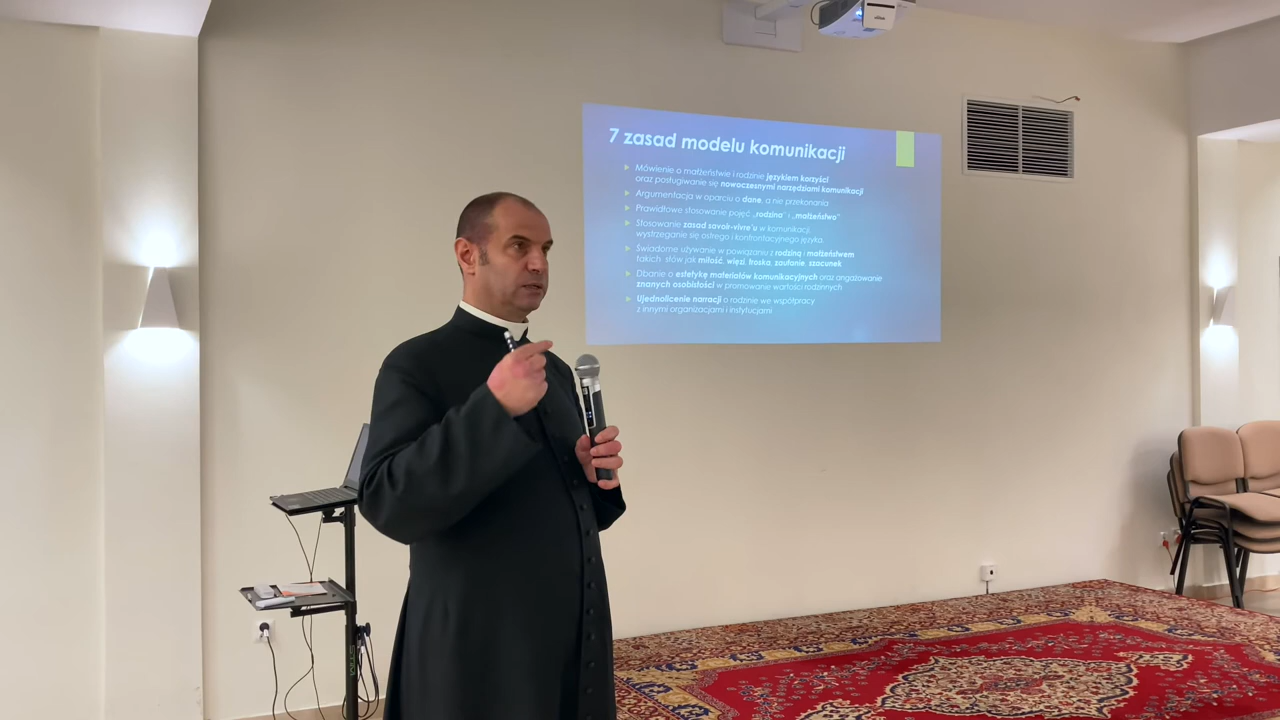 7 zasad modelu komunikacji
Mówienie o małżeństwie i rodzinie językiem korzyści
oraz posługiwanie się nowoczesnymi narzędziami komunikacji
Argumentacja w oparciu o dane, a nie przekonania
Prawidłowe stosowanie pojęć „rodzina” i „małżeństwo”
Stosowanie zasad savoir-vivre'u w komunikacji,
wystrzeganie się ostrego i konfrontacyjnego języka.
Świadome używanie w powiązaniu z rodziną i małżeństwem
takich słów jak miłość, więzi, troska, zaufanie, szacunek
Dbanie o estetykę materiałów komunikacyjnych oraz angażowanie
znanych osobistości w promowanie wartości rodzinnych
Ujednolicenie narracji o rodzinie we współpracy
z innymi organizacjami i instytucjami